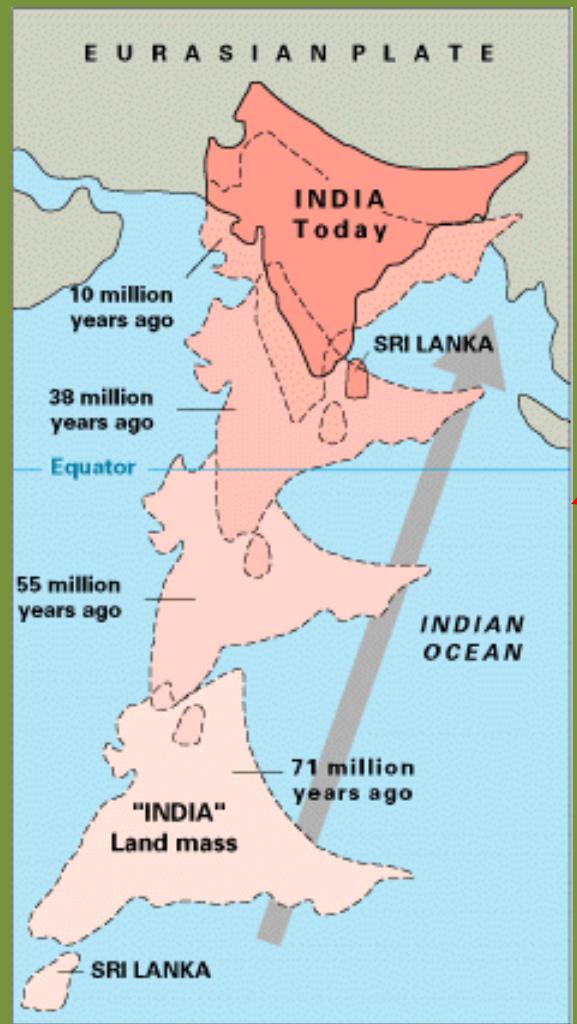 EURASIAN PLATE
INDIA
Today
10 million
years ago
SRI LANKA
38 million
years ago
Equator
55 million
years ago
INDIAN
OCEAN
71 million
years ago
"INDIA"
Land mass
SRI LANKA